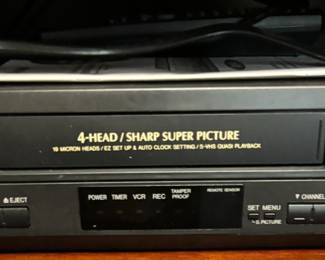 4-HEAD / SHARP SUPER PICTURE
19 MICRON HEADS / EZ SET UP & AUTO CLOCK SETTING / S-VHS QUASI PLAYBACK
EJECT
POWER TIMER VCR REC TAMPER PROOF
REMOTE SENSOR
SET MENU
S. PICTURE
CHANNEL